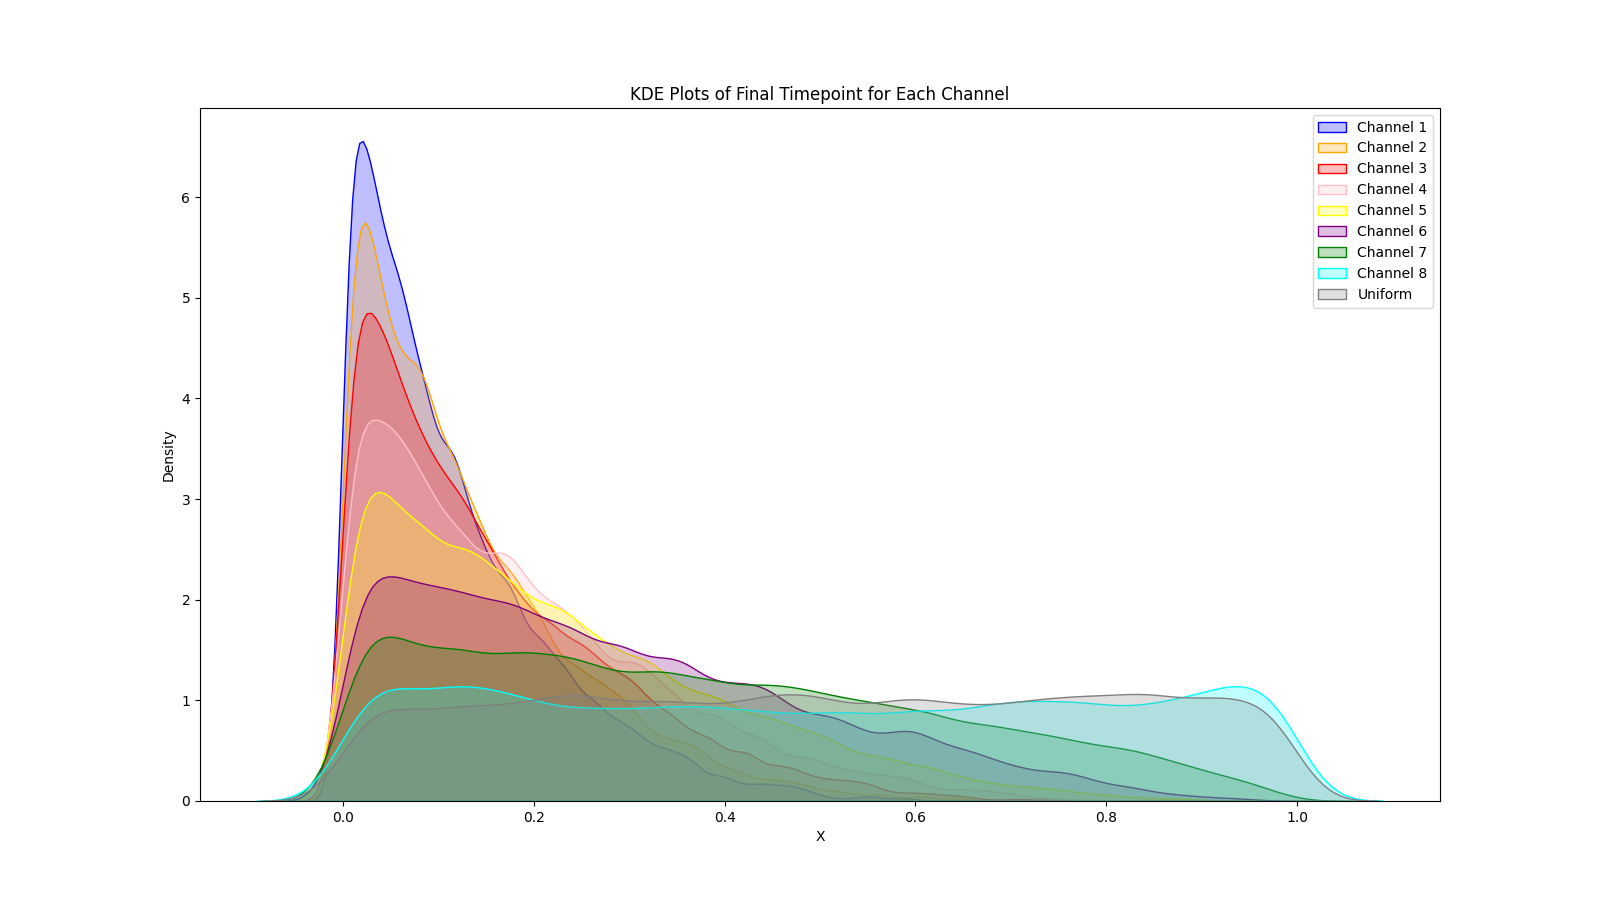 KDE Plots of Final Timepoint for Each Channel
Channel 1
Channel 2
Channel 3
Channel 4
Channel 5
Channel 6
Channel 7
Channel 8
Uniform
Density
6
5
4
3
2
1
0
0.0 0.2 0.4 0.6 0.8 1.0
X